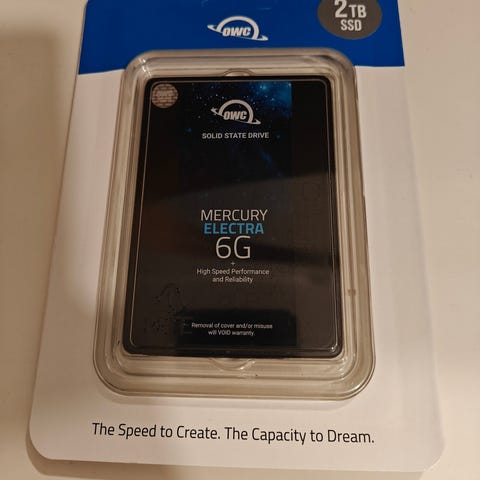 OWC
2TB
SSD
OWC
OWC
SOLID STATE DRIVE
MERCURY
ELECTRA
6G
+
High Speed Performance
and Reliability
Removal of cover and/or misuse
will VOID warranty.
The Speed to Create. The Capacity to Dream.